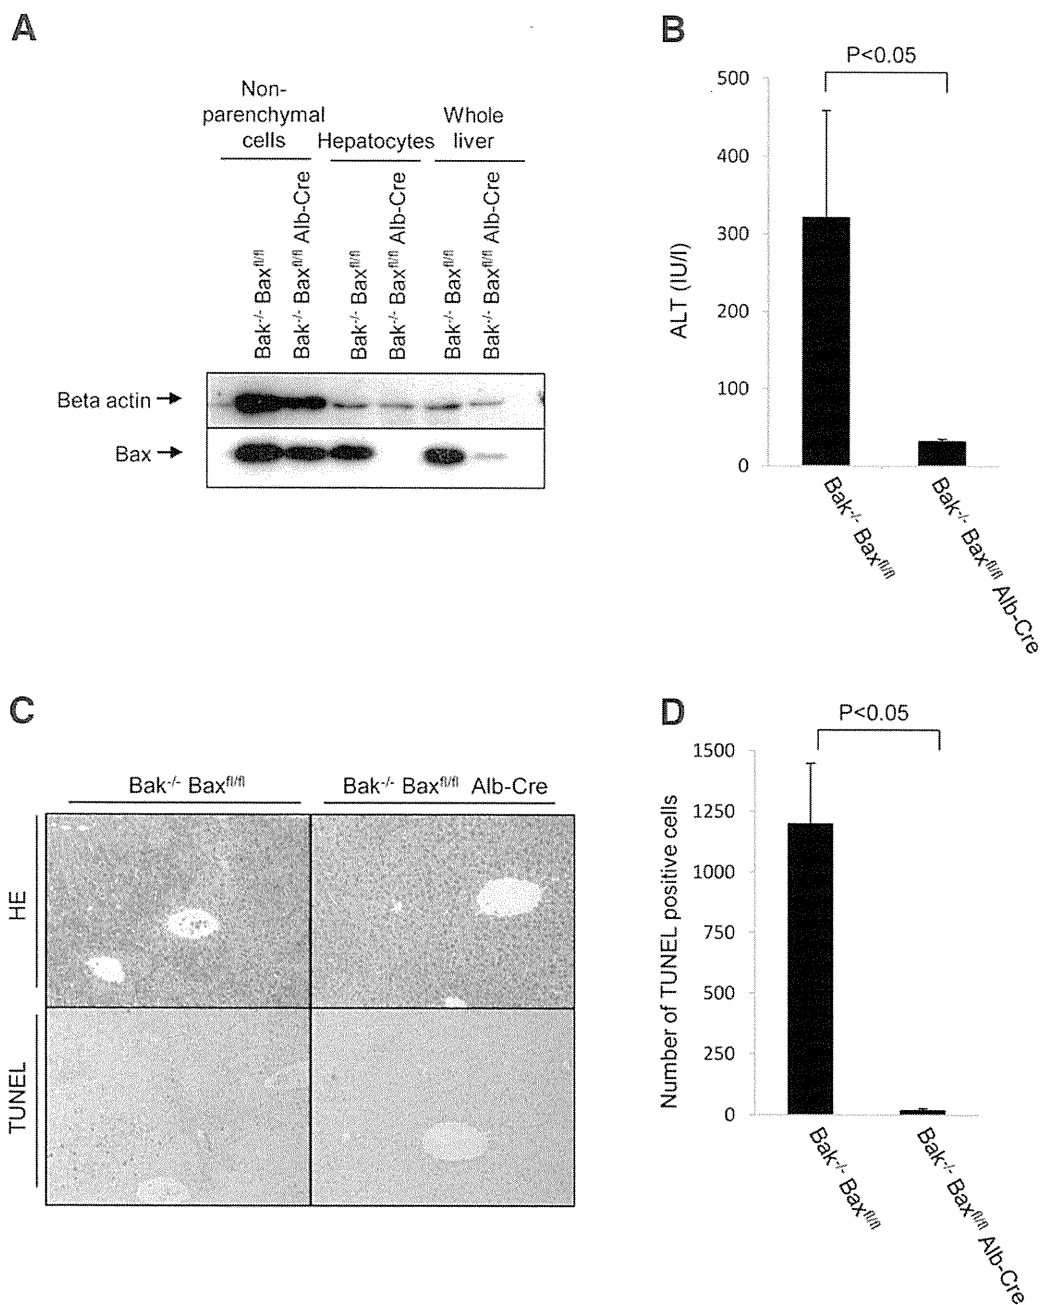 A
Non-
parenchymal
cells
Hepatocytes
Whole
liver
Bak-/- Baxfl/fl
Bak-/- Baxfl/fl Alb-Cre
Bak-/- Baxfl/fl
Bak-/- Baxfl/fl Alb-Cre
Bak-/- Baxfl/fl
Bak-/- Baxfl/fl Alb-Cre
Beta actin
Bax
B
P<0.05
500
400
300
200
100
0
ALT (IU/l)
Bak-/- Baxfl/fl
Bak-/- Baxfl/fl Alb-Cre
C
Bak-/- Baxfl/fl
Bak-/- Baxfl/fl Alb-Cre
HE
TUNEL
D
P<0.05
1500
1250
1000
750
500
250
0
Number of TUNEL positive cells
Bak-/- Baxfl/fl
Bak-/- Baxfl/fl Alb-Cre